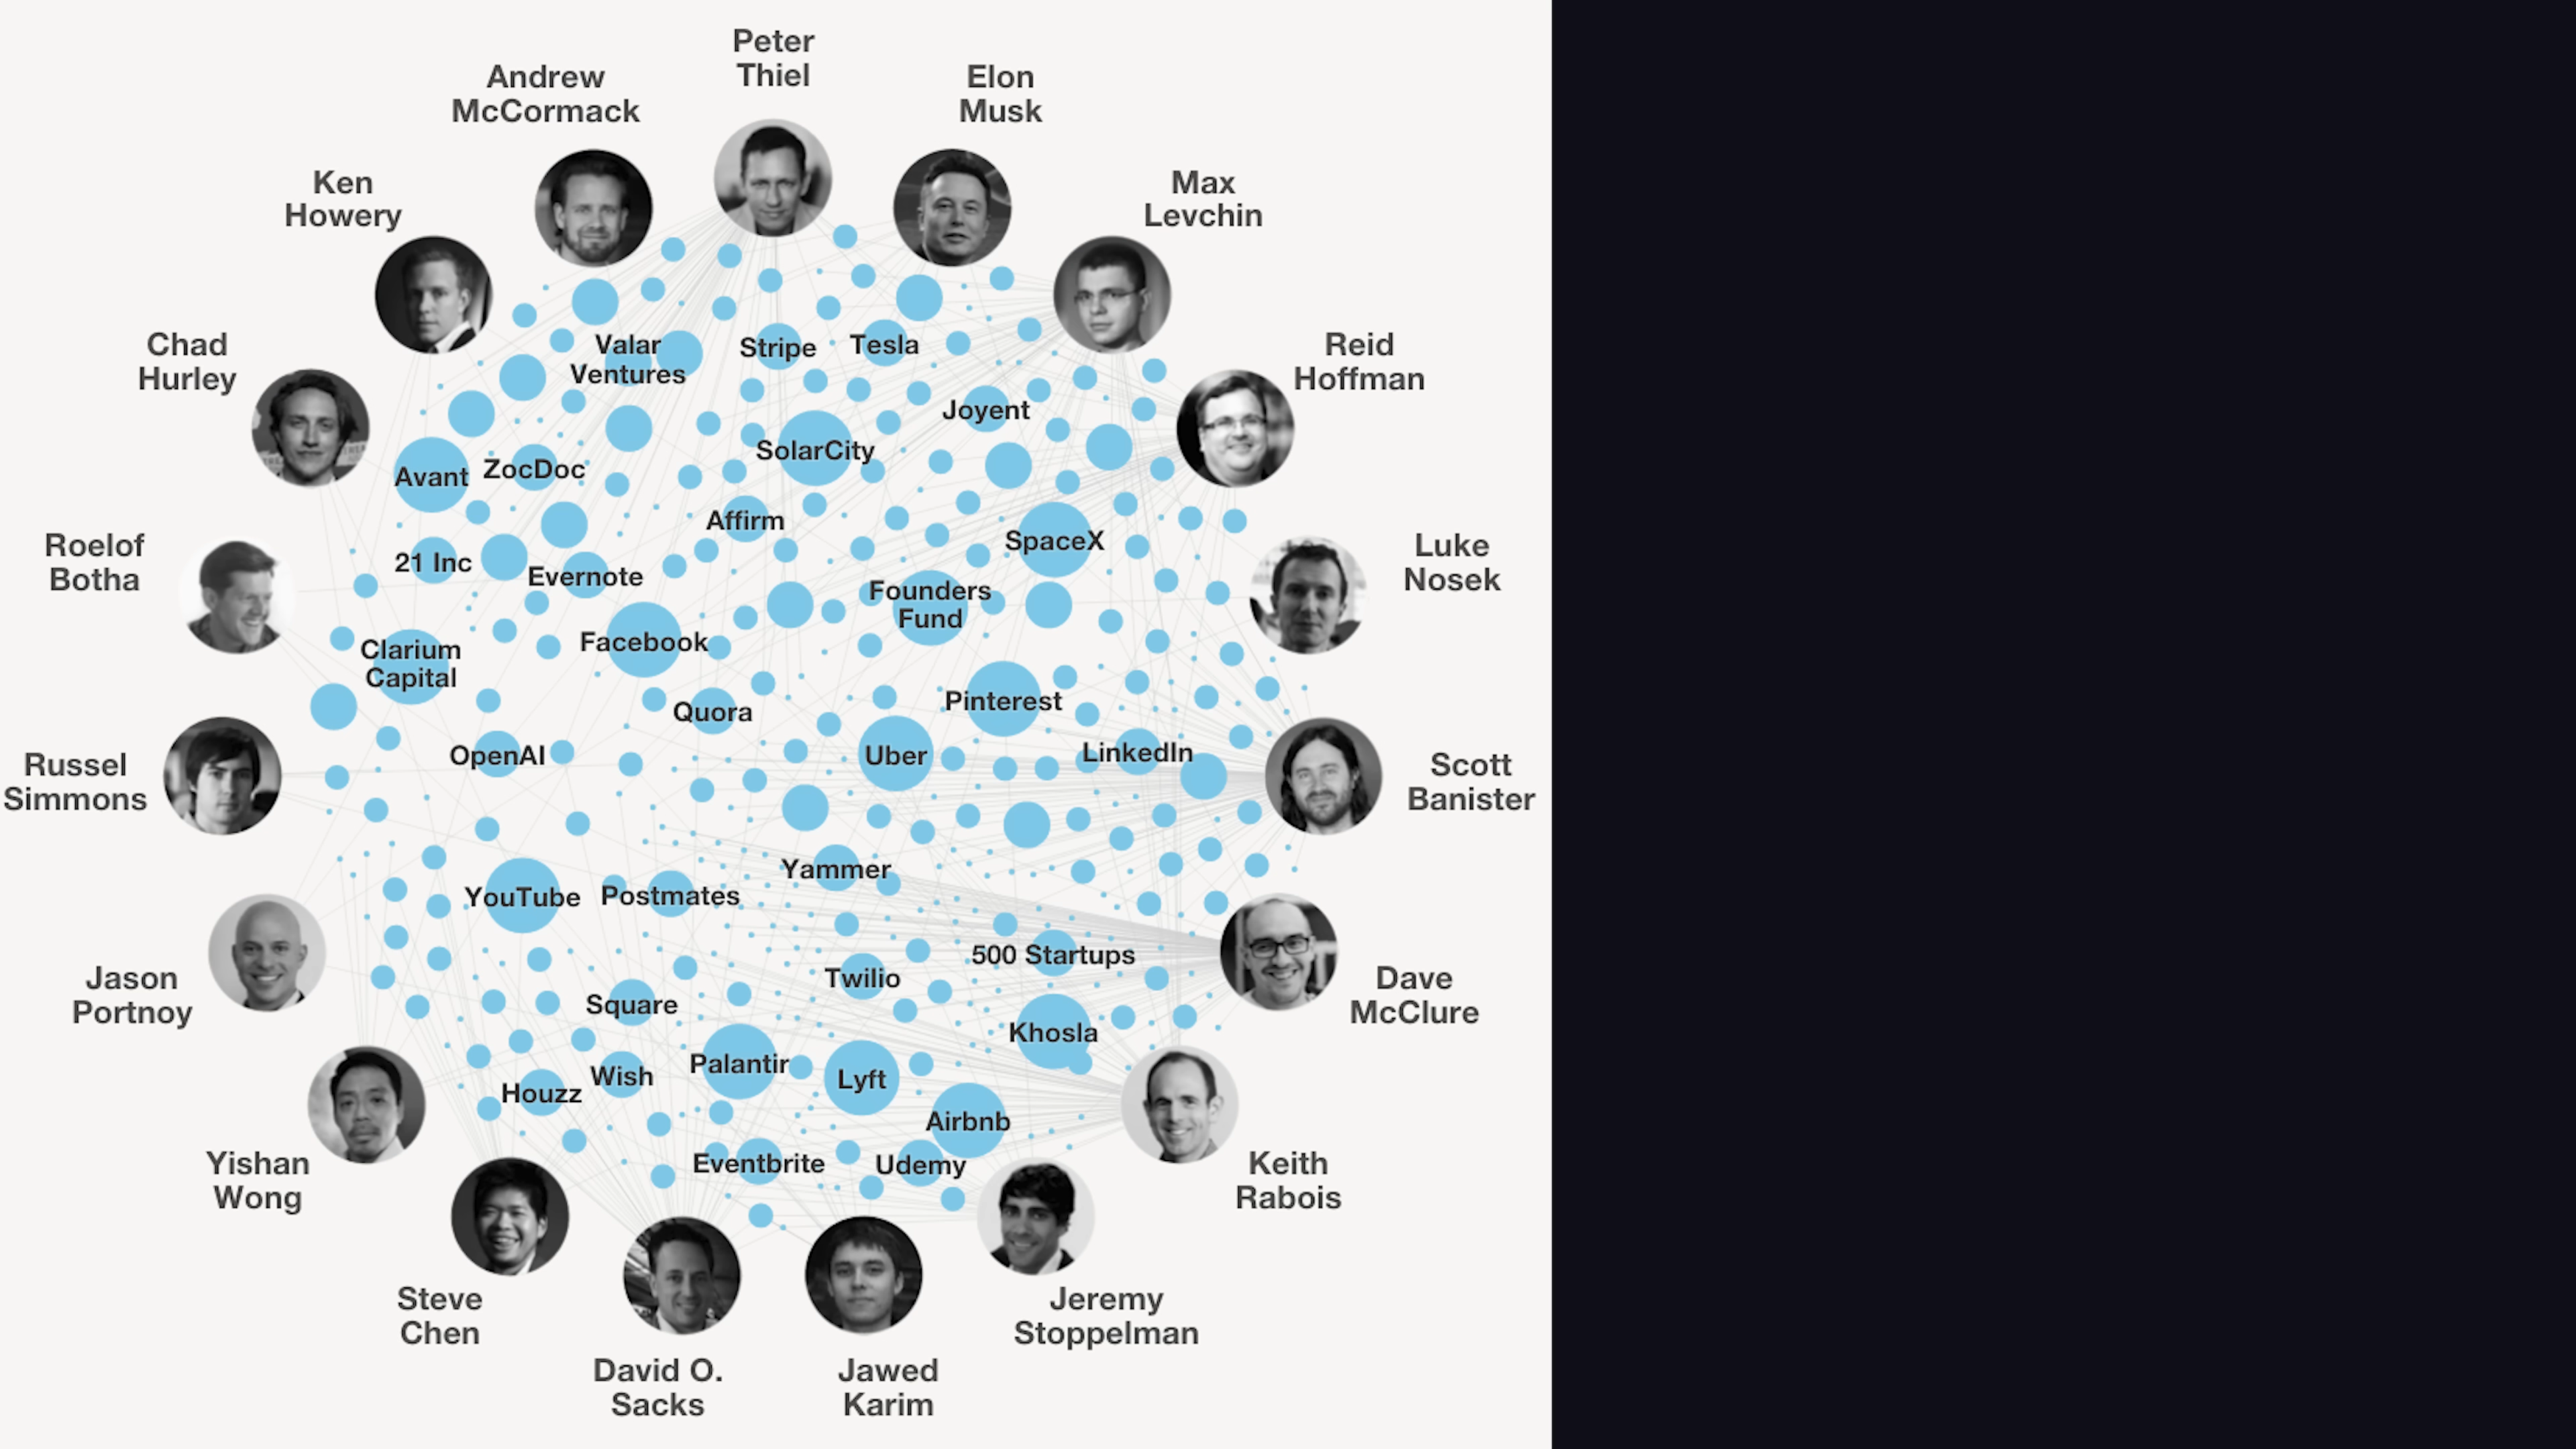 Peter
Thiel
Andrew
McCormack
Elon
Musk
Ken
Howery
Max
Levchin
Chad
Hurley
Reid
Hoffman
Valar
Ventures
Stripe
Tesla
Joyent
SolarCity
Avant
ZocDoc
Affirm
SpaceX
Roelof
Botha
Luke
Nosek
21 Inc
Evernote
Founders
Fund
Facebook
Clarium
Capital
Pinterest
Quora
OpenAI
Uber
LinkedIn
Russel
Simmons
Scott
Banister
Yammer
YouTube
Postmates
500 Startups
Twilio
Jason
Portnoy
Dave
McClure
Square
Khosla
Palantir
Lyft
Wish
Houzz
Airbnb
Eventbrite
Udemy
Yishan
Wong
Keith
Rabois
Steve
Chen
Jeremy
Stoppelman
David O.
Sacks
Jawed
Karim